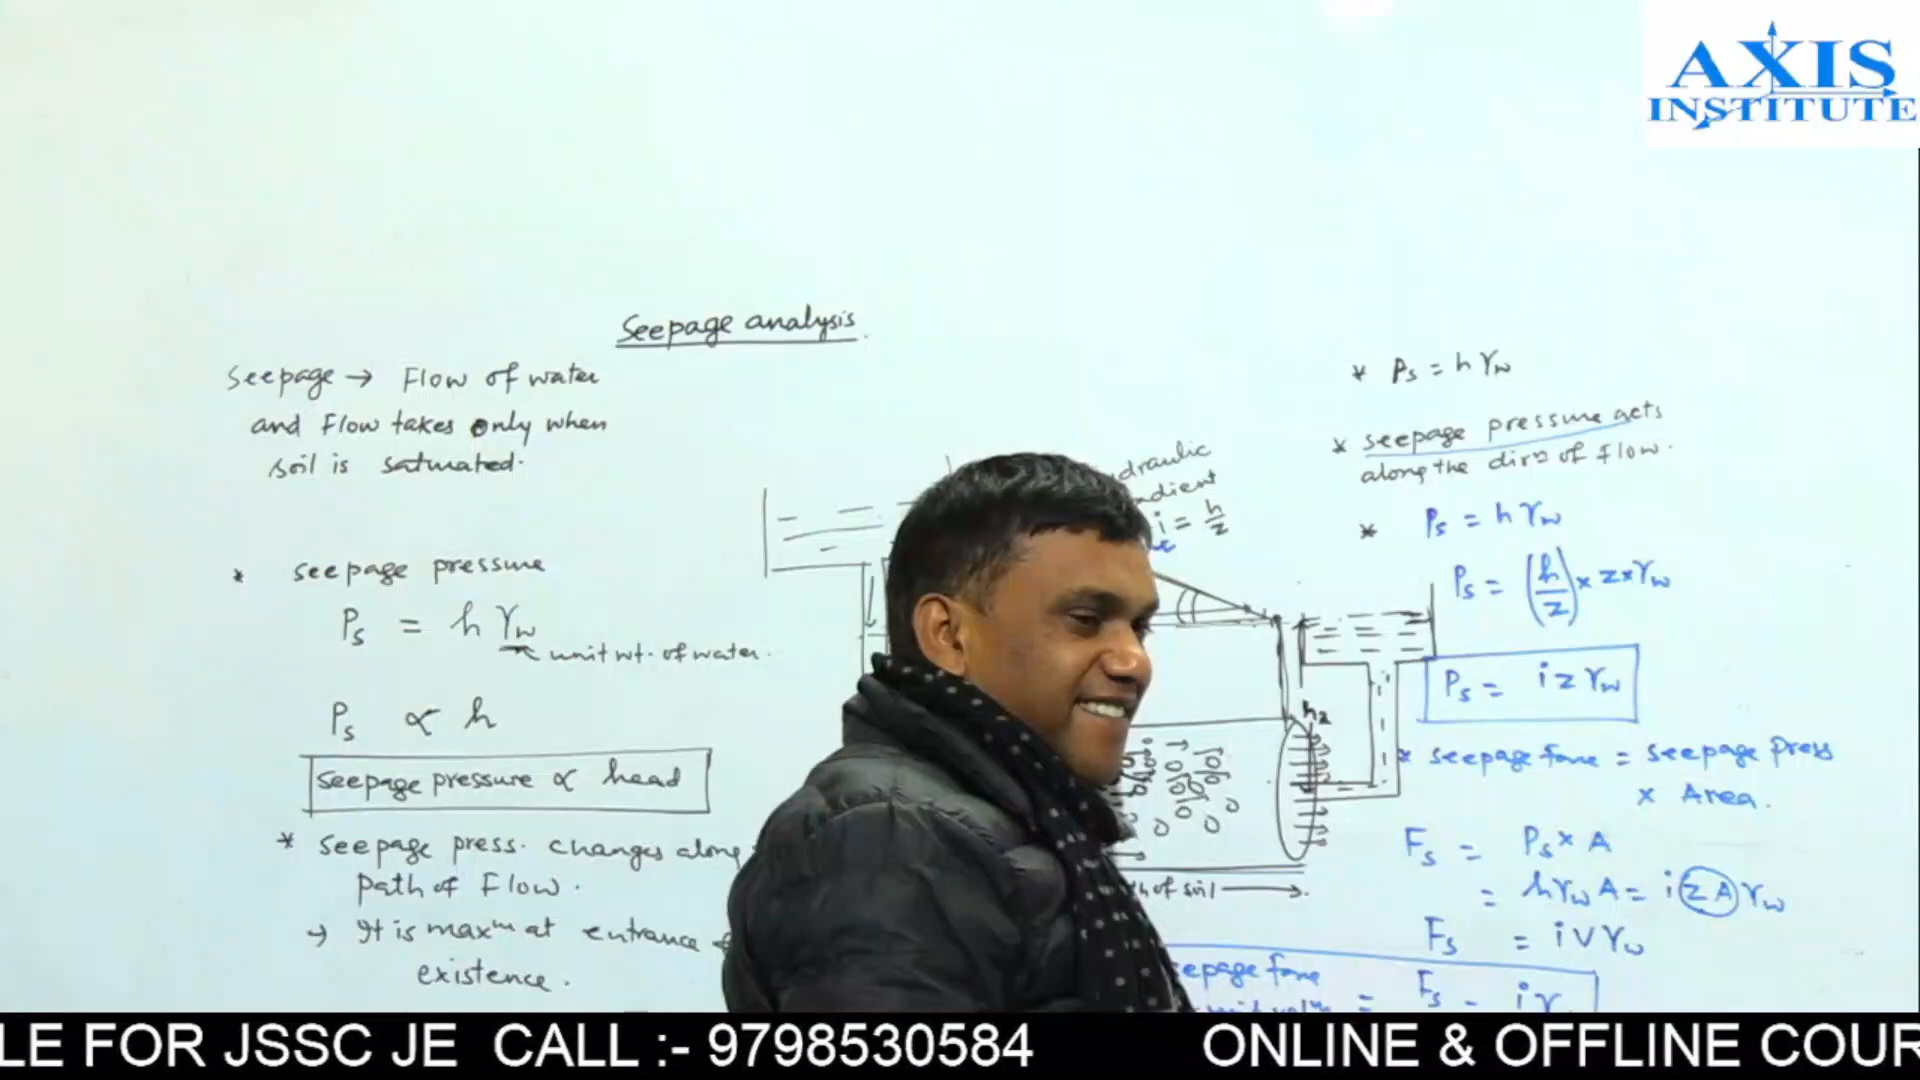 AXIS
INSTITUTE
Seepage analysis
Seepage → Flow of water
and Flow takes only when
soil is saturated.
* seepage pressure
Ps = h γw
unit wt. of water.
Ps ∝ h
seepage pressure ∝ head
* seepage press. changes along
path of Flow.
→ It is maxm at entrance
existence.
i = h/z
h2
of soil
* Ps = h γw
* seepage pressure acts
along the dirn of flow.
* Ps = h γw
Ps = (h/z) × z × γw
Ps = i z γw
* seepage force = seepage press
× Area.
Fs = Ps × A
= h γw A = i z A γw
Fs = i V γw
LE FOR JSSC JE CALL :- 9798530584 ONLINE & OFFLINE COUR